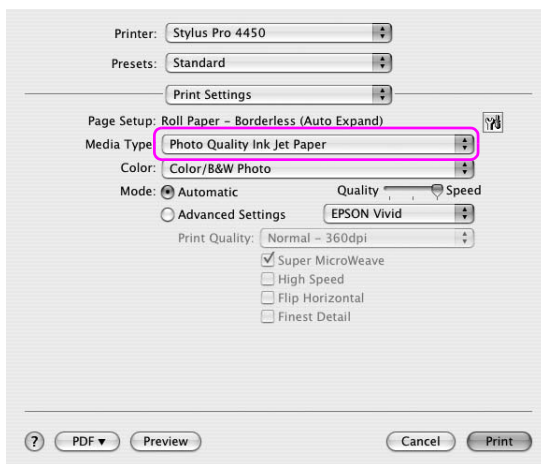 Printer: Stylus Pro 4450
Presets: Standard
Print Settings
Page Setup: Roll Paper – Borderless (Auto Expand)
Media Type Photo Quality Ink Jet Paper
Color: Color/B&W Photo
Mode: Automatic Quality Speed
Advanced Settings EPSON Vivid
Print Quality: Normal – 360dpi
Super MicroWeave
High Speed
Flip Horizontal
Finest Detail
? PDF▼ Preview Cancel Print